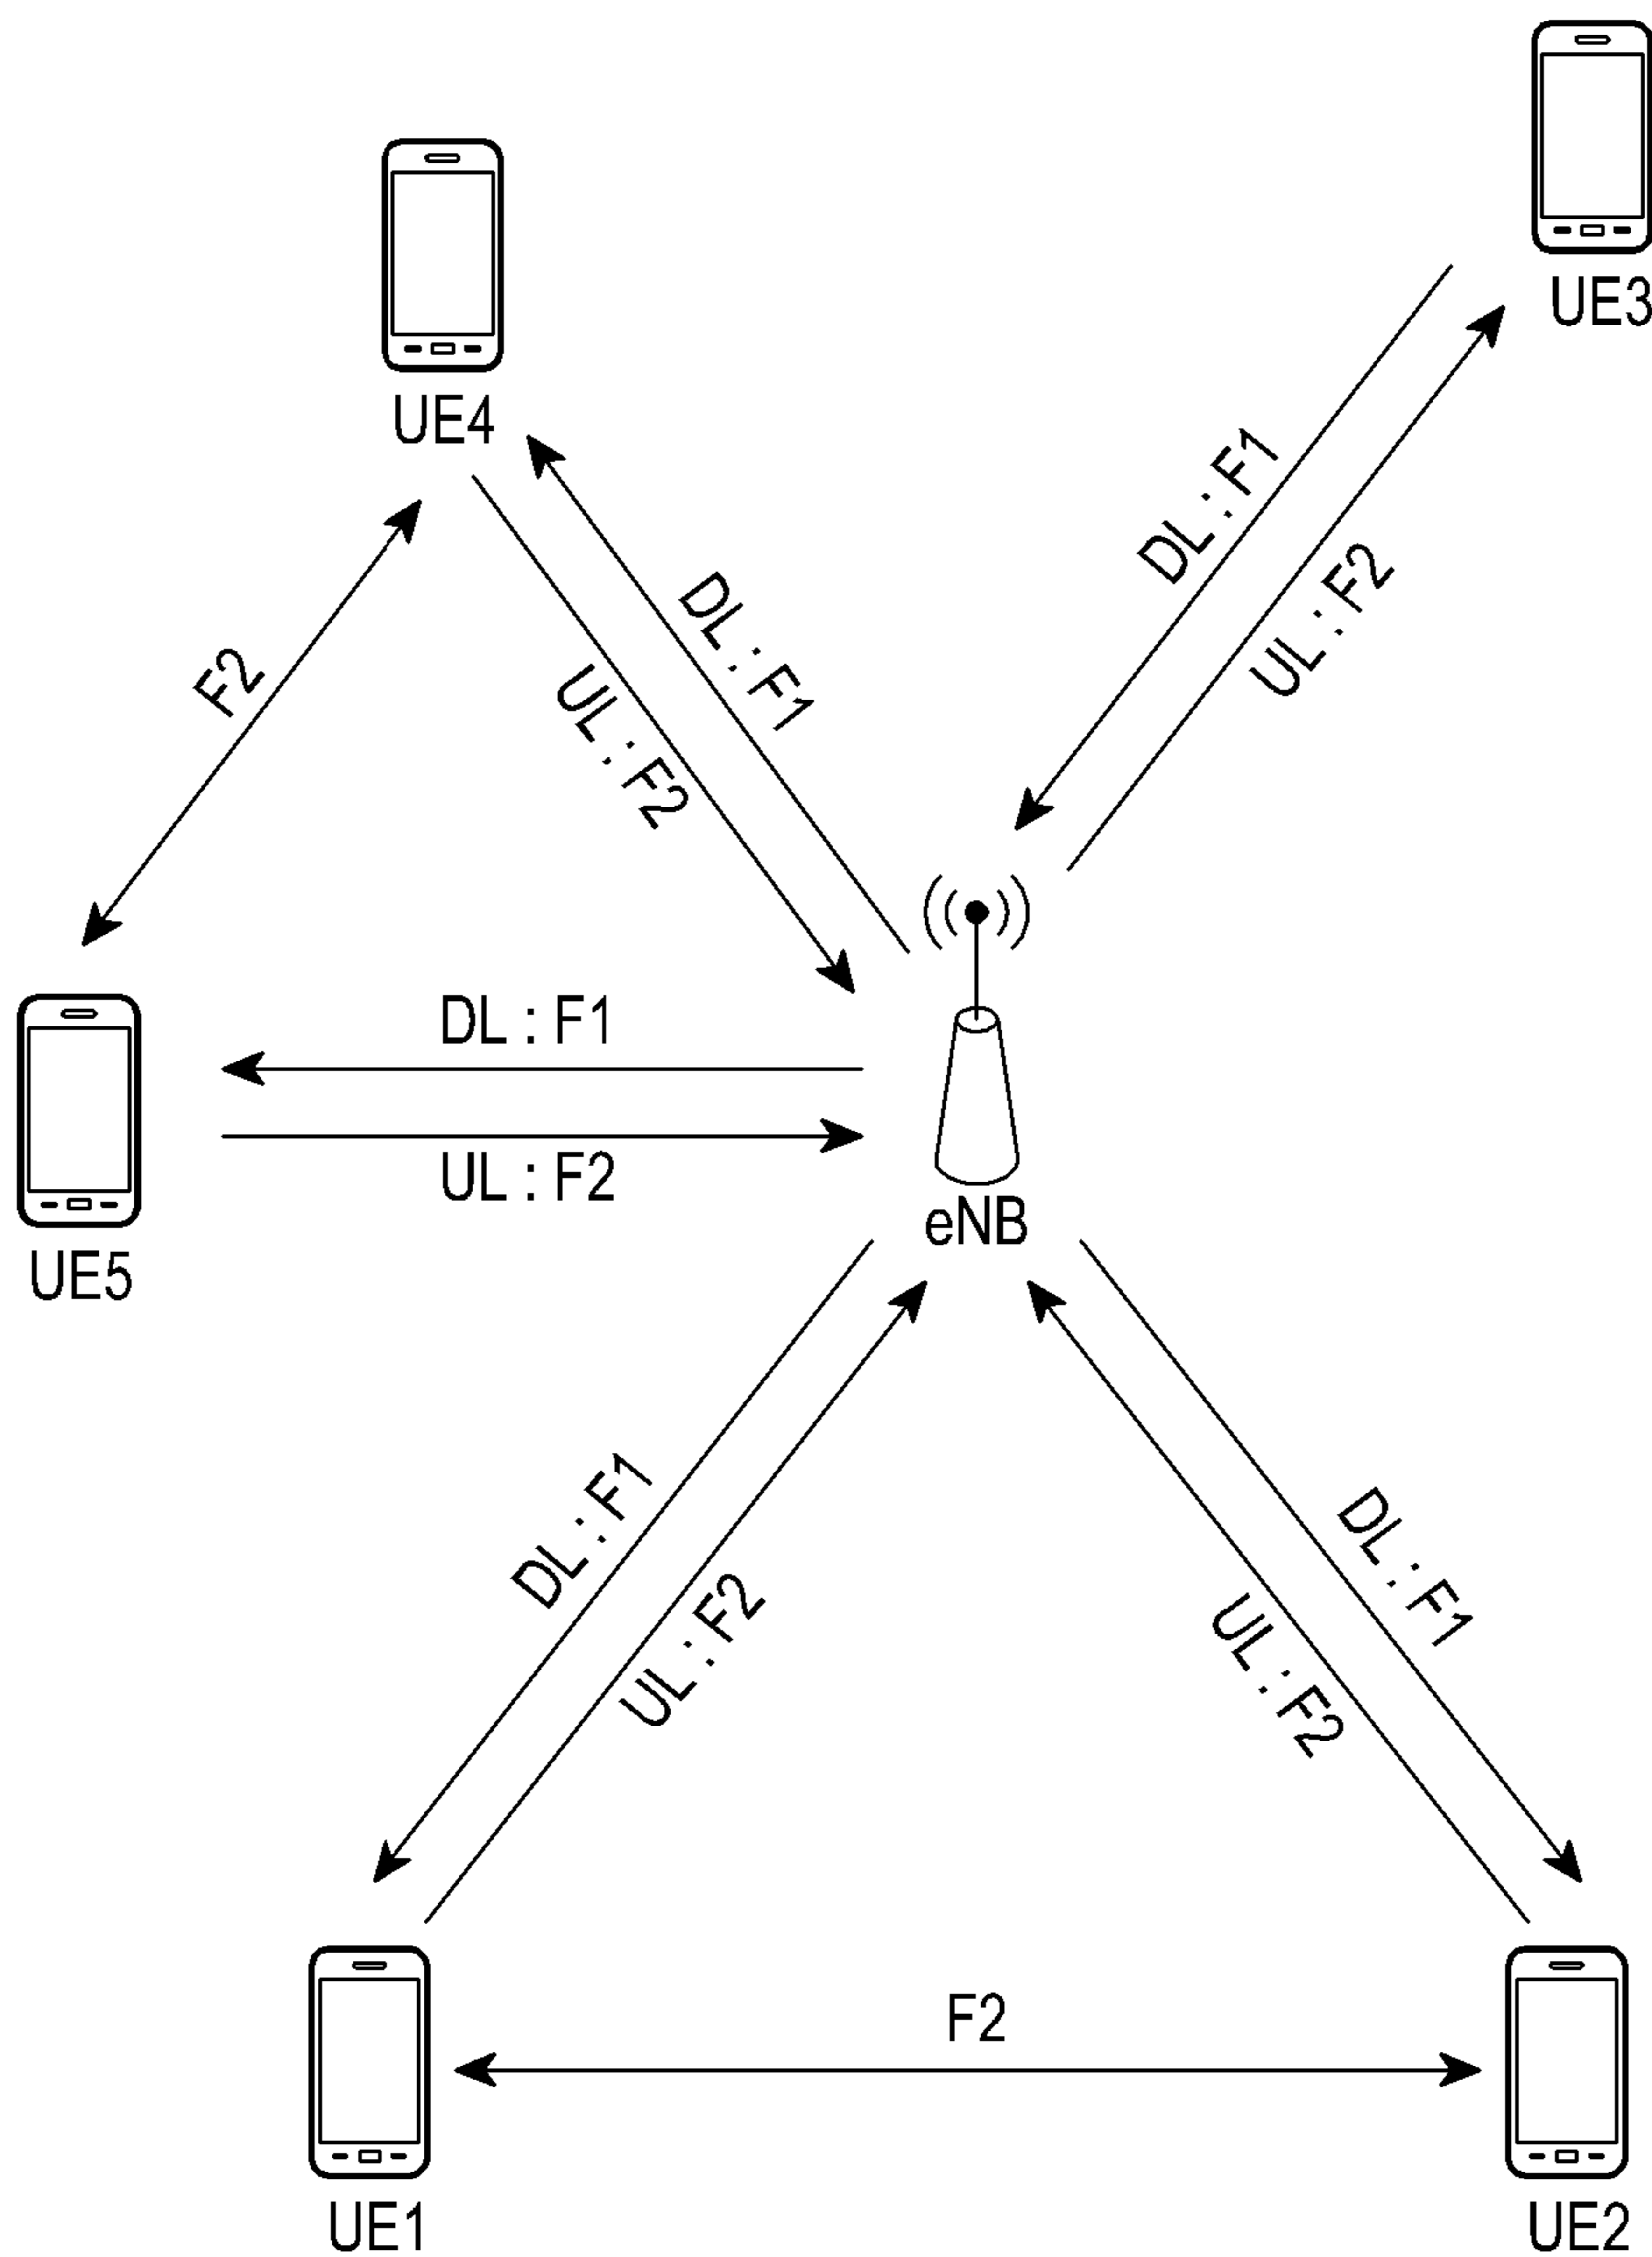 UE3
UE4
DL : F1
UL : F2
DL : F1
UL : F2
F2
DL : F1
UL : F2
eNB
UE5
DL : F1
UL : F2
DL : F1
UL : F2
F2
UE1
UE2